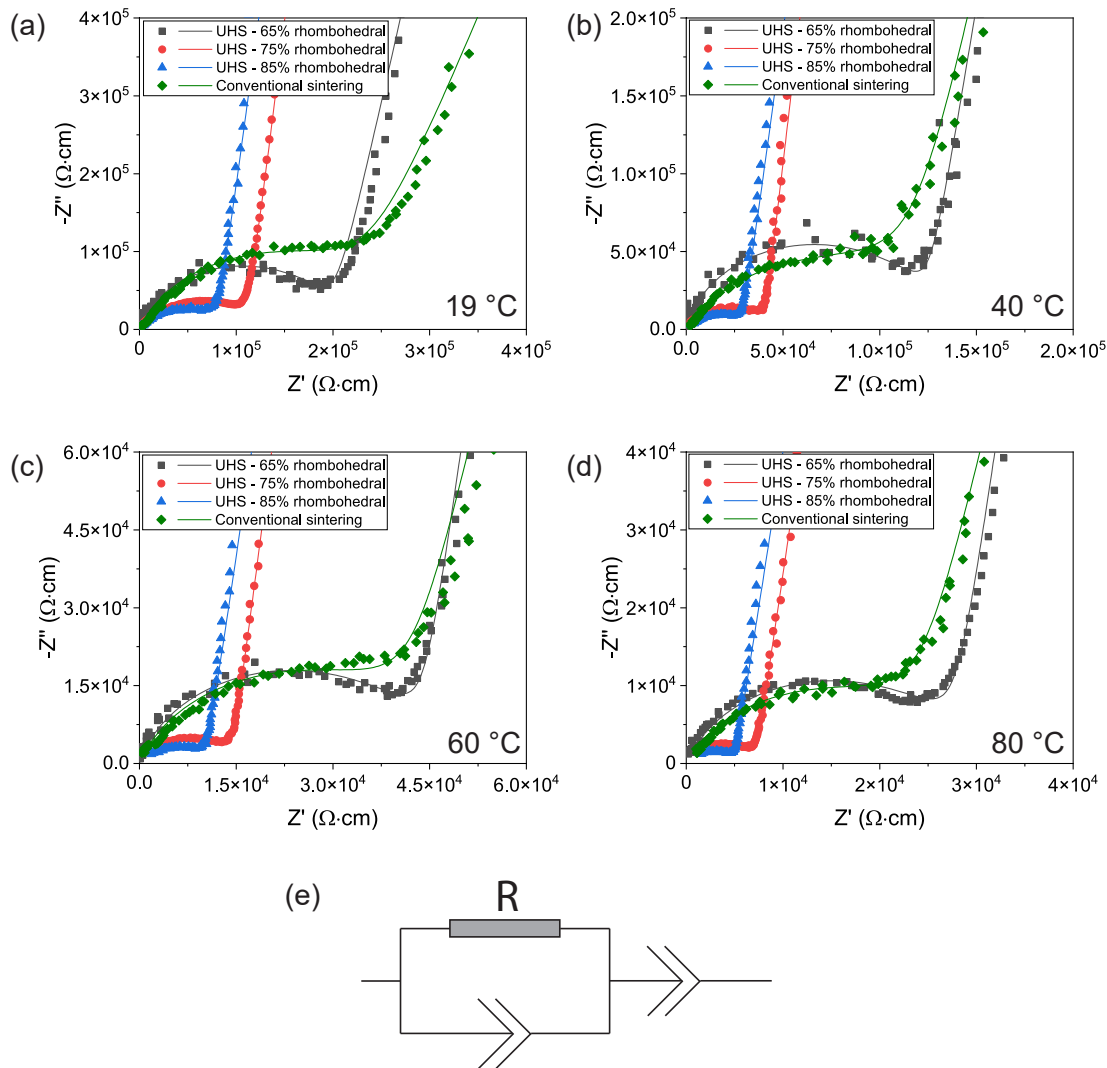 (a)
UHS - 65% rhombohedral
UHS - 75% rhombohedral
UHS - 85% rhombohedral
Conventional sintering
4×10⁵
3×10⁵
2×10⁵
1×10⁵
0
-Z'' (Ω·cm)
0
1×10⁵
2×10⁵
3×10⁵
4×10⁵
Z' (Ω·cm)
19 °C
(b)
UHS - 65% rhombohedral
UHS - 75% rhombohedral
UHS - 85% rhombohedral
Conventional sintering
2.0×10⁵
1.5×10⁵
1.0×10⁵
5.0×10⁴
0.0
-Z'' (Ω·cm)
0.0
5.0×10⁴
1.0×10⁵
1.5×10⁵
2.0×10⁵
Z' (Ω·cm)
40 °C
(c)
UHS - 65% rhombohedral
UHS - 75% rhombohedral
UHS - 85% rhombohedral
Conventional sintering
6.0×10⁴
4.5×10⁴
3.0×10⁴
1.5×10⁴
0.0
-Z'' (Ω·cm)
0.0
1.5×10⁴
3.0×10⁴
4.5×10⁴
6.0×10⁴
Z' (Ω·cm)
60 °C
(d)
UHS - 65% rhombohedral
UHS - 75% rhombohedral
UHS - 85% rhombohedral
Conventional sintering
4×10⁴
3×10⁴
2×10⁴
1×10⁴
0
-Z'' (Ω·cm)
0
1×10⁴
2×10⁴
3×10⁴
4×10⁴
Z' (Ω·cm)
80 °C
(e)
R